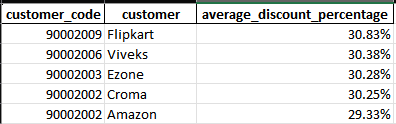 customer_code customer average_discount_percentage
90002009 Flipkart 30.83%
90002006 Viveks 30.38%
90002003 Ezone 30.28%
90002002 Croma 30.25%
90002002 Amazon 29.33%